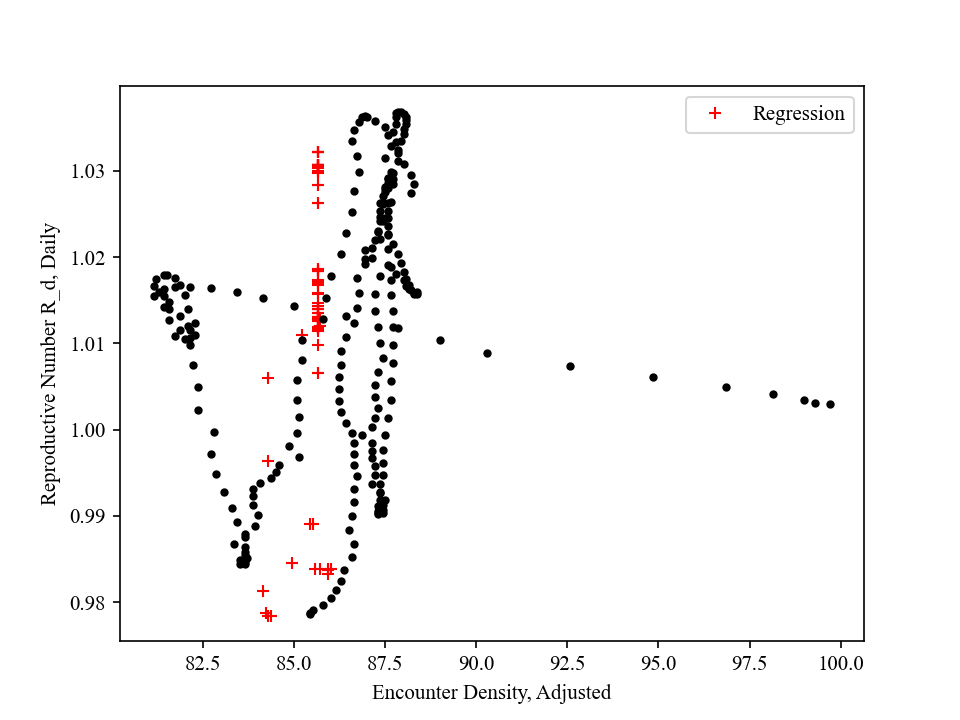 Regression
1.03
1.02
1.01
1.00
0.99
0.98
Reproductive Number R_d, Daily
82.5 85.0 87.5 90.0 92.5 95.0 97.5 100.0
Encounter Density, Adjusted